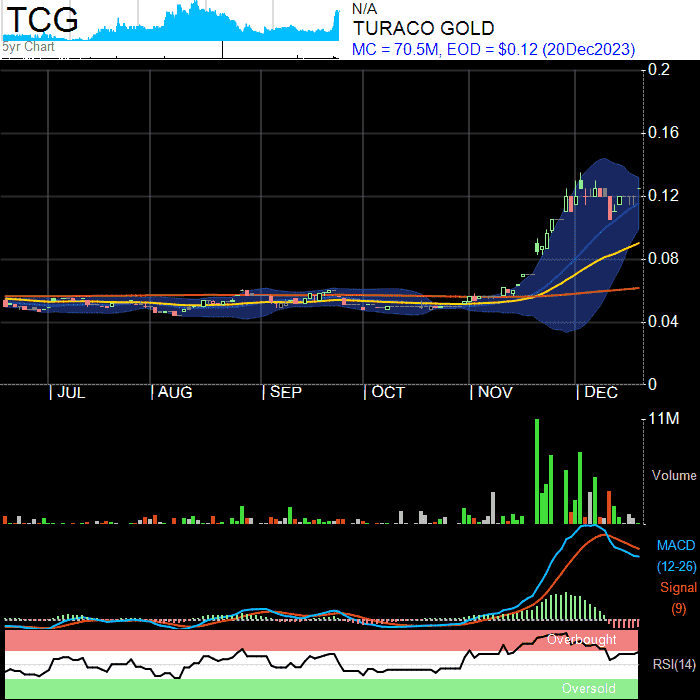 TCG
5yr Chart
N/A
TURACO GOLD
MC = 70.5M, EOD = $0.12 (20Dec2023)
0.2
0.16
0.12
0.08
0.04
0
JUL AUG SEP OCT NOV DEC
11M
Volume
MACD
(12-26)
Signal
(9)
Overbought
RSI(14)
Oversold